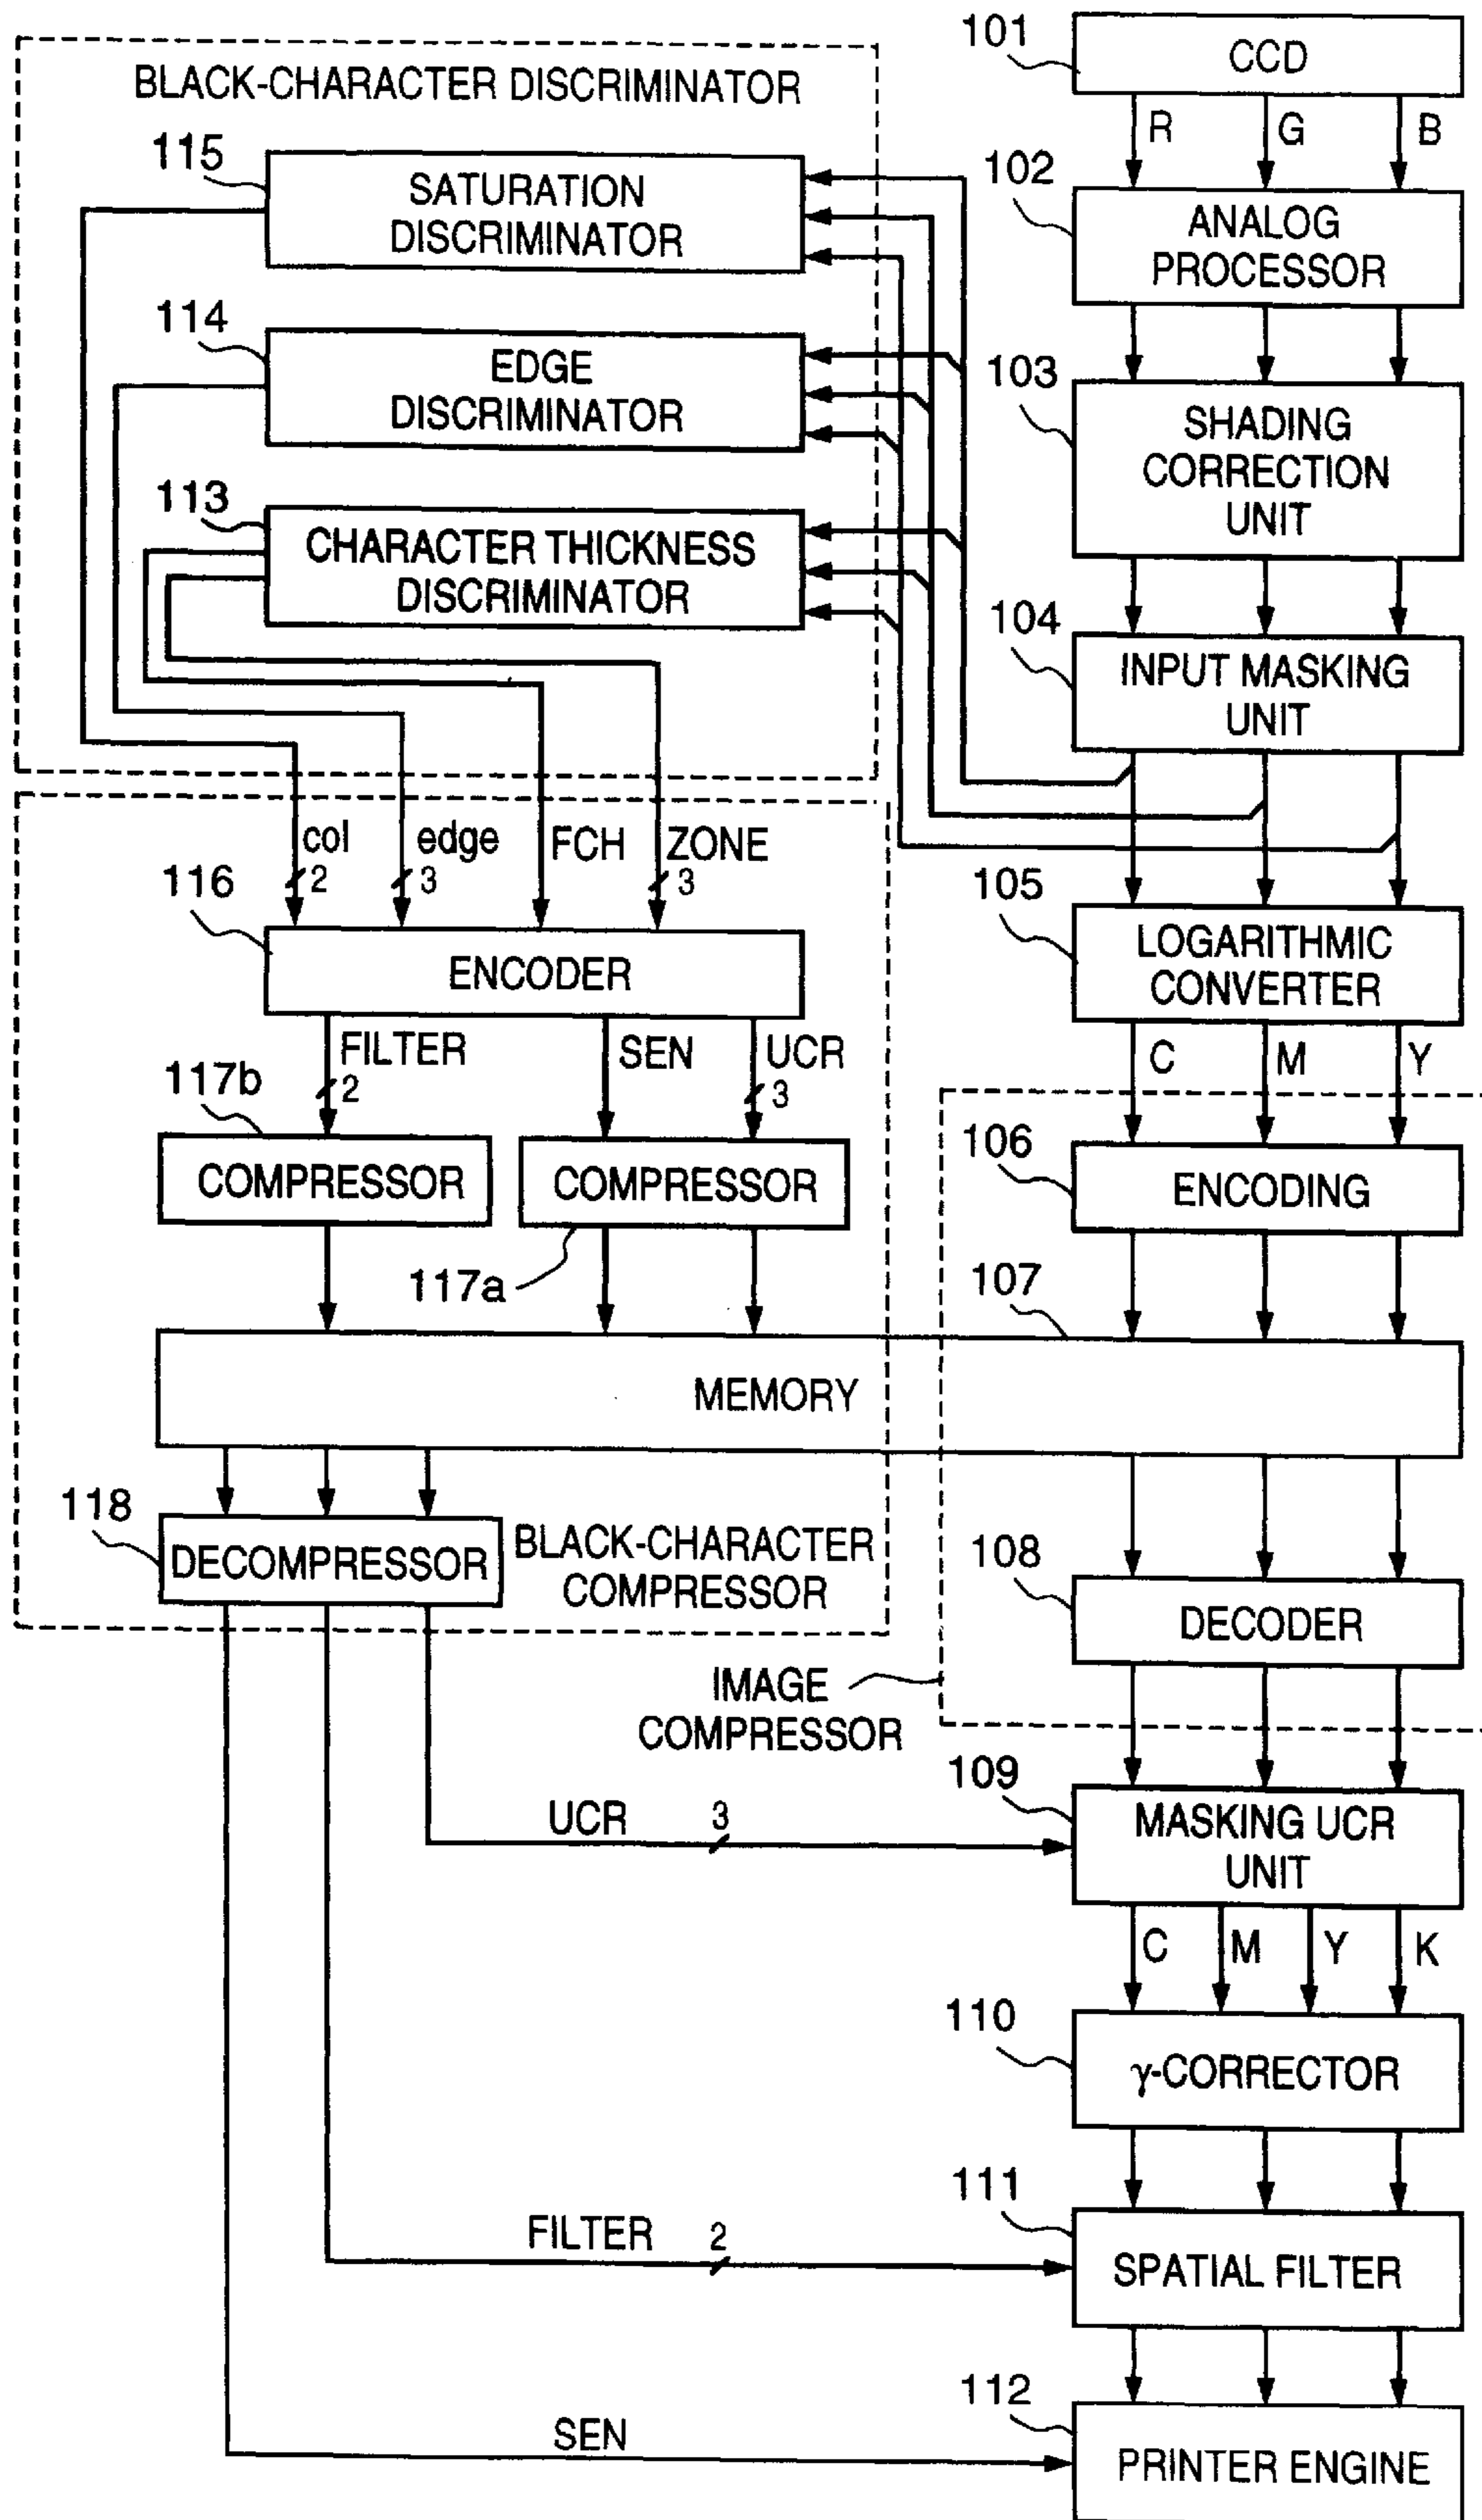 BLACK-CHARACTER DISCRIMINATOR
115
SATURATION
DISCRIMINATOR
114
EDGE
DISCRIMINATOR
113
CHARACTER THICKNESS
DISCRIMINATOR
col
2
edge
3
FCH
ZONE
3
116
ENCODER
FILTER
2
SEN
UCR
3
117b
COMPRESSOR
COMPRESSOR
117a
MEMORY
118
DECOMPRESSOR
BLACK-CHARACTER
COMPRESSOR
IMAGE
COMPRESSOR
UCR
3
FILTER
2
SEN
101
CCD
R
G
B
102
ANALOG
PROCESSOR
103
SHADING
CORRECTION
UNIT
104
INPUT MASKING
UNIT
105
LOGARITHMIC
CONVERTER
C
M
Y
106
ENCODING
107
108
DECODER
109
MASKING UCR
UNIT
C
M
Y
K
110
γ-CORRECTOR
111
SPATIAL FILTER
112
PRINTER ENGINE